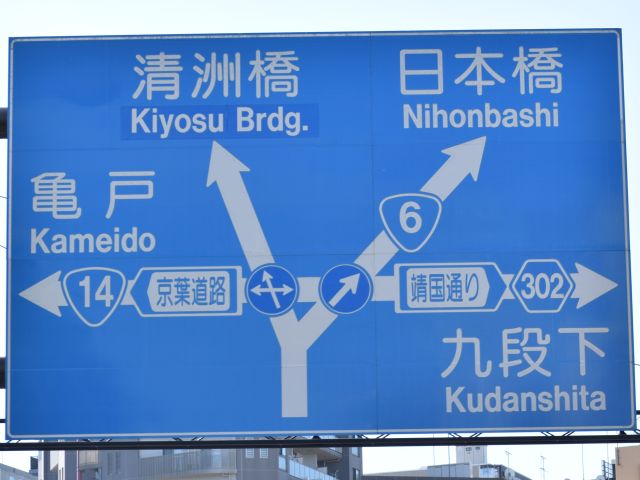 清洲橋
Kiyosu Brdg.
日本橋
Nihonbashi
亀戸
Kameido
6
14
京葉道路
靖国通り
302
九段下
Kudanshita